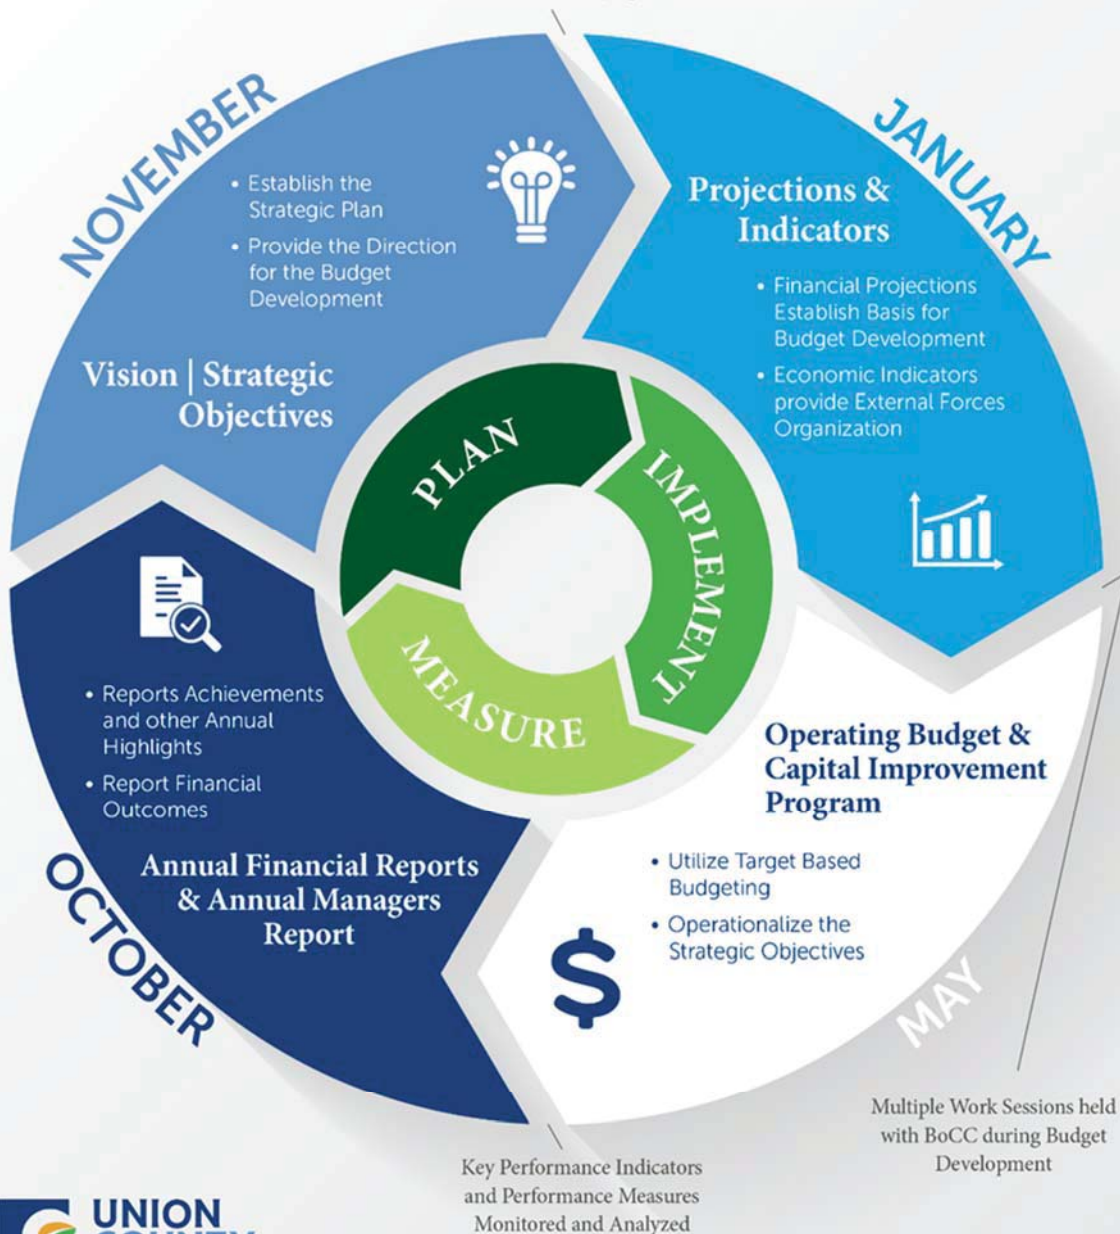 NOVEMBER
• Establish the
Strategic Plan
• Provide the Direction
for the Budget
Development
Vision | Strategic
Objectives
JANUARY
Projections &
Indicators
• Financial Projections
Establish Basis for
Budget Development
• Economic Indicators
provide External Forces
Organization
PLAN
IMPLEMENT
MEASURE
• Reports Achievements
and other Annual
Highlights
• Report Financial
Outcomes
Annual Financial Reports
& Annual Managers
Report
OCTOBER
Operating Budget &
Capital Improvement
Program
• Utilize Target Based
Budgeting
• Operationalize the
Strategic Objectives
$
MAY
Multiple Work Sessions held
with BoCC during Budget
Development
Key Performance Indicators
and Performance Measures
Monitored and Analyzed
UNION
COUNTY